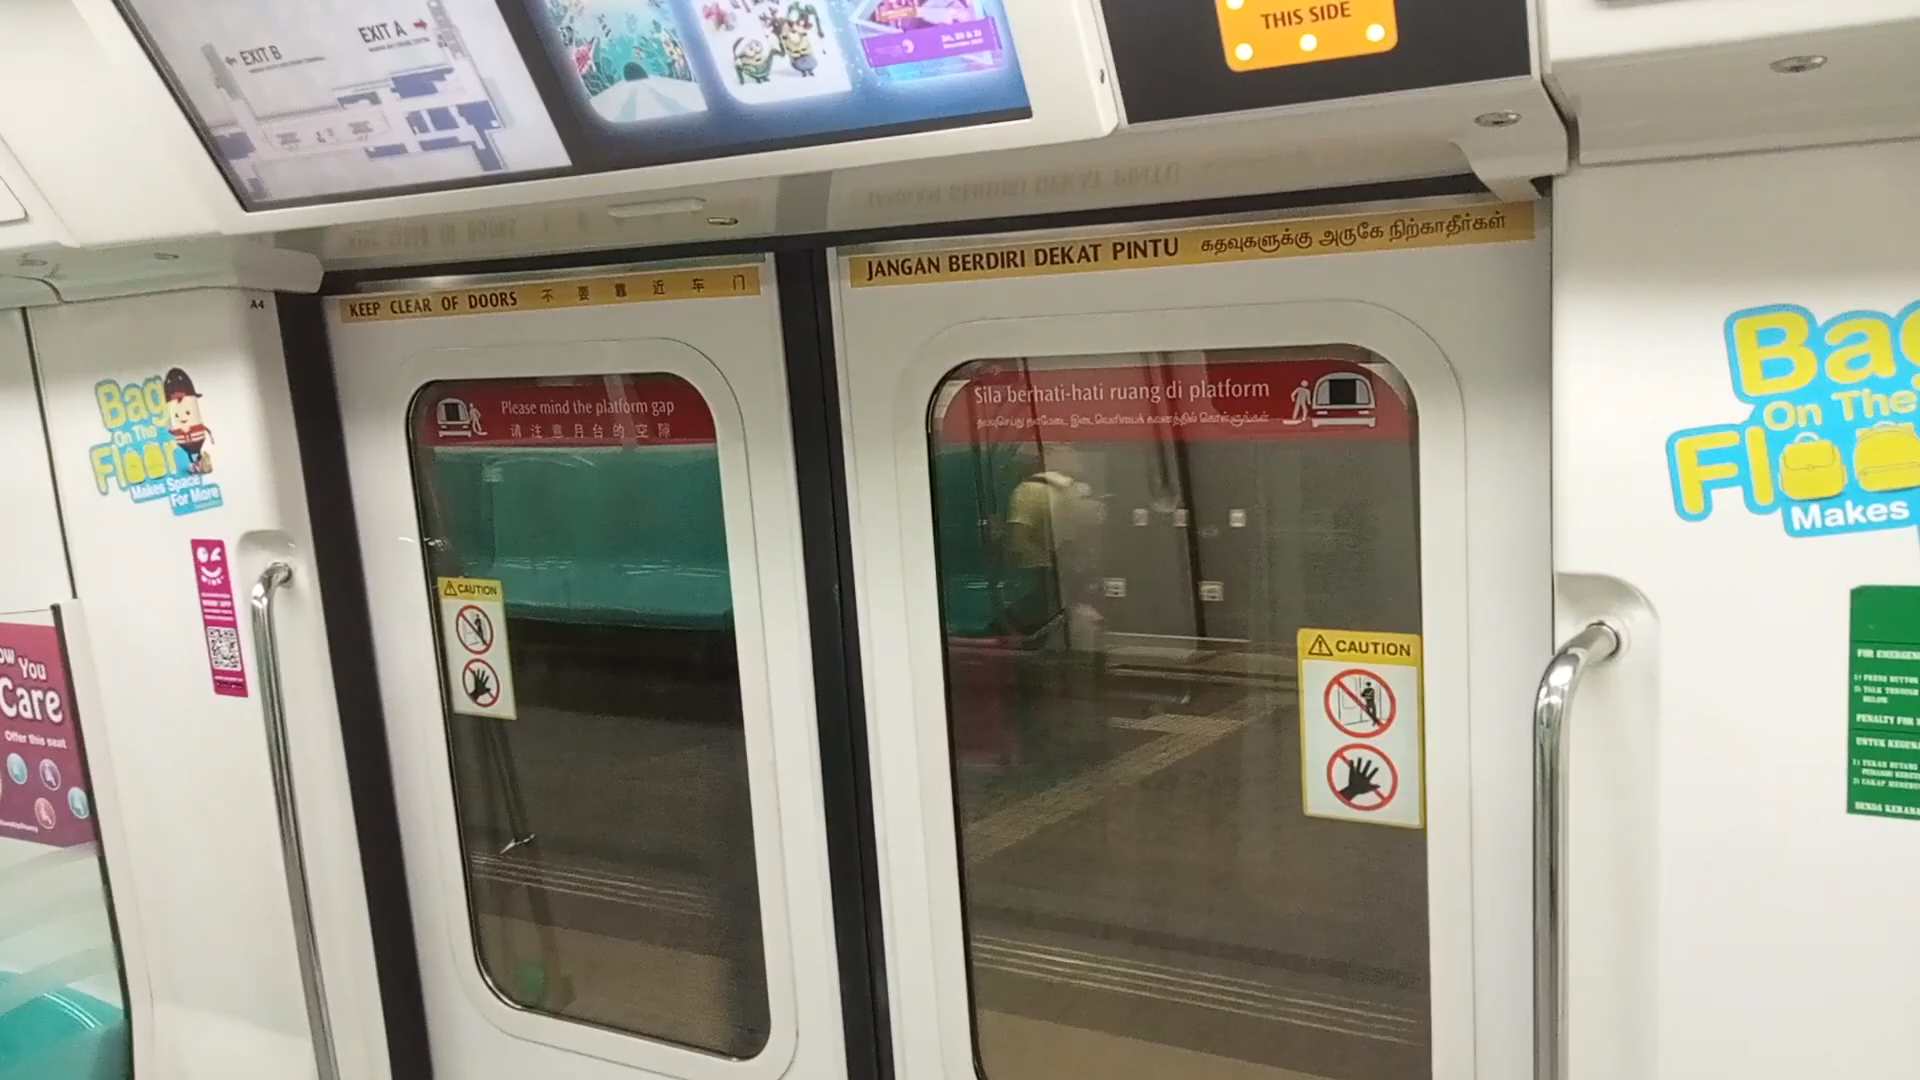 EXIT B
EXIT A
THIS SIDE
KEEP CLEAR OF DOORS 不要靠近车门
JANGAN BERDIRI DEKAT PINTU கதவுகளுக்கு அருகே நிற்காதீர்கள்
A4
Please mind the platform gap
请注意月台的空隙
Sila berhati-hati ruang di platform
Bag
On The
Floor
Makes Space
For More
Bag
On The
Makes
CAUTION
CAUTION
You
Care
Offer this seat
PENALTY FOR